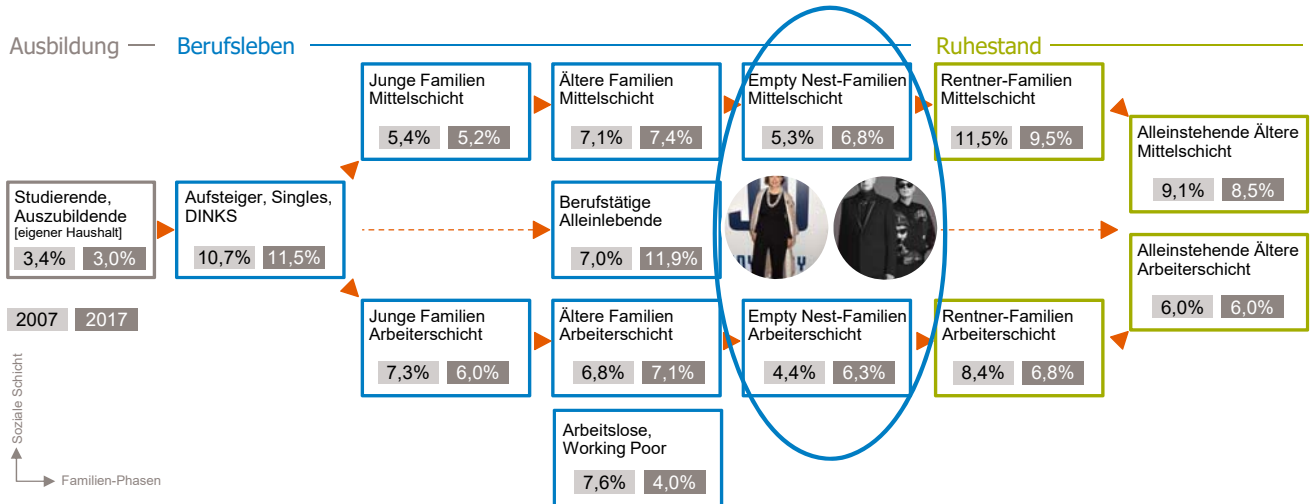 Ausbildung
Berufsleben
Ruhestand
Junge Familien
Mittelschicht
5,4% 5,2%
Ältere Familien
Mittelschicht
7,1% 7,4%
Empty Nest-Familien
Mittelschicht
5,3% 6,8%
Rentner-Familien
Mittelschicht
11,5% 9,5%
Alleinstehende Ältere
Mittelschicht
9,1% 8,5%
Studierende,
Auszubildende
[eigener Haushalt]
3,4% 3,0%
Aufsteiger, Singles,
DINKS
10,7% 11,5%
Berufstätige
Alleinlebende
7,0% 11,9%
Alleinstehende Ältere
Arbeiterschicht
6,0% 6,0%
2007 2017
Junge Familien
Arbeiterschicht
7,3% 6,0%
Ältere Familien
Arbeiterschicht
6,8% 7,1%
Empty Nest-Familien
Arbeiterschicht
4,4% 6,3%
Rentner-Familien
Arbeiterschicht
8,4% 6,8%
Arbeitslose,
Working Poor
7,6% 4,0%
Soziale Schicht
Familien-Phasen